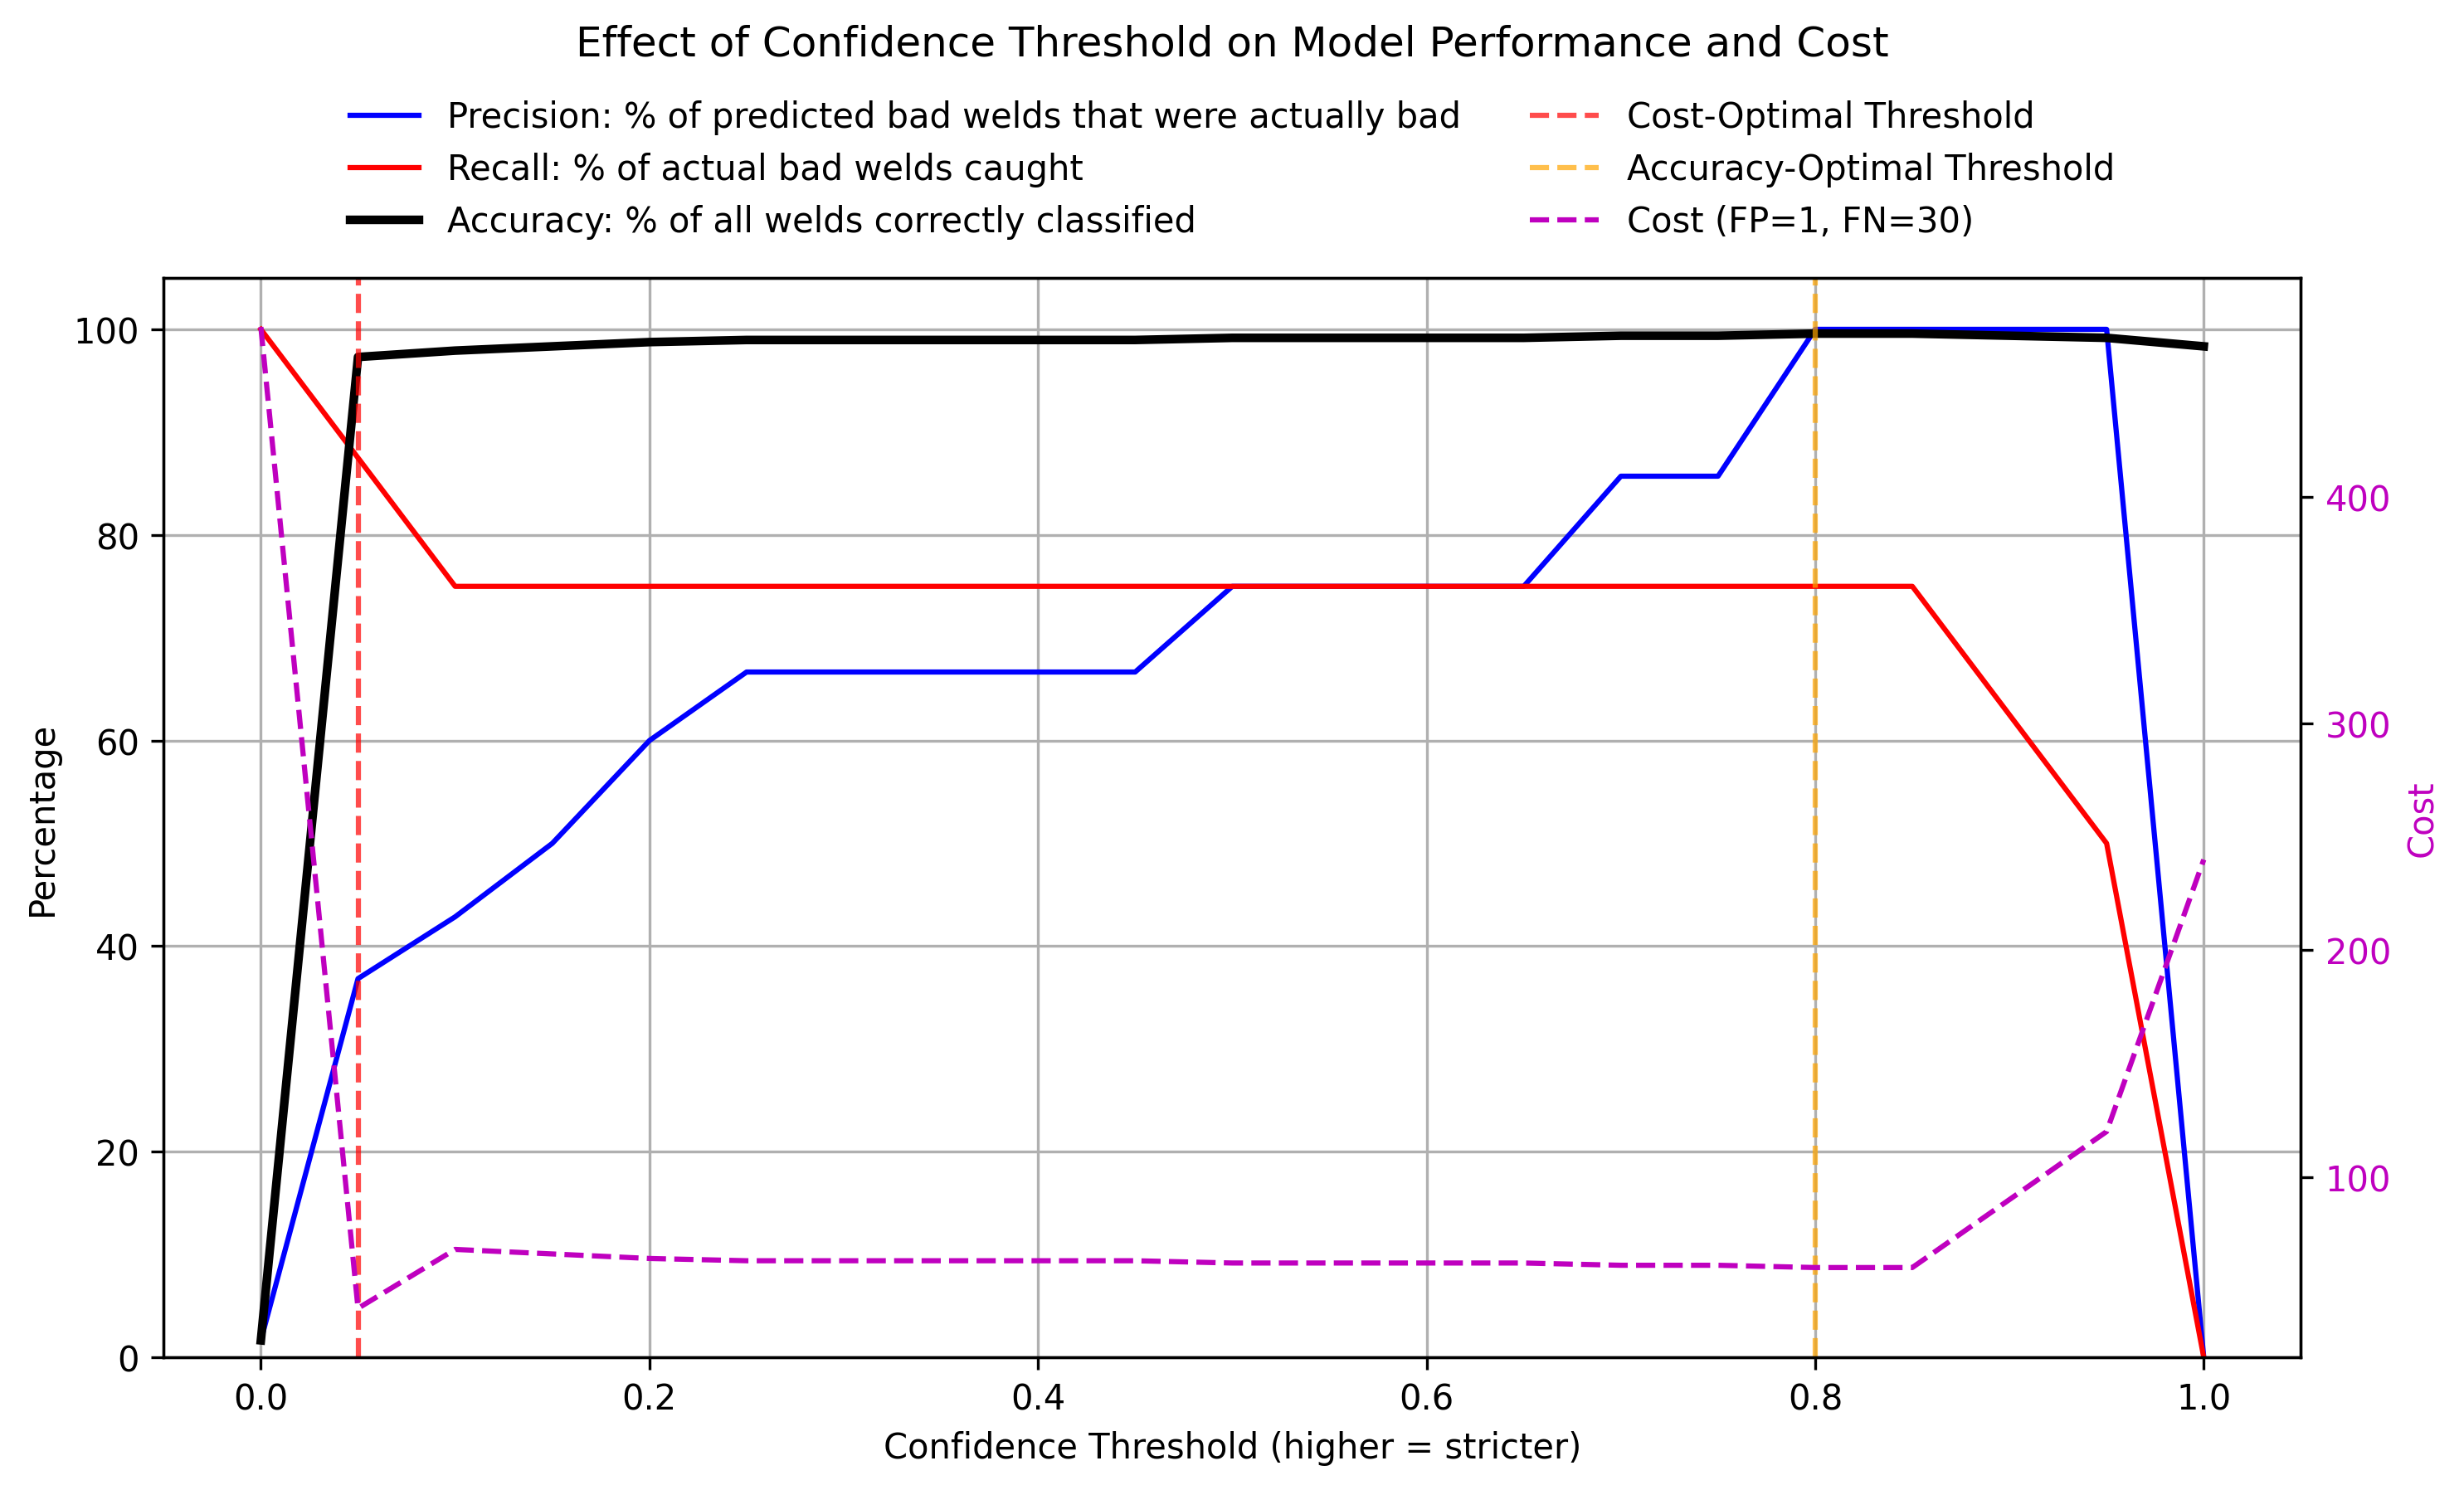 Effect of Confidence Threshold on Model Performance and Cost
Precision: % of predicted bad welds that were actually bad
Recall: % of actual bad welds caught
Accuracy: % of all welds correctly classified
Cost-Optimal Threshold
Accuracy-Optimal Threshold
Cost (FP=1, FN=30)
Percentage
100
80
60
40
20
0
0.0
0.2
0.4
0.6
0.8
1.0
Confidence Threshold (higher = stricter)
400
300
200
100
Cost